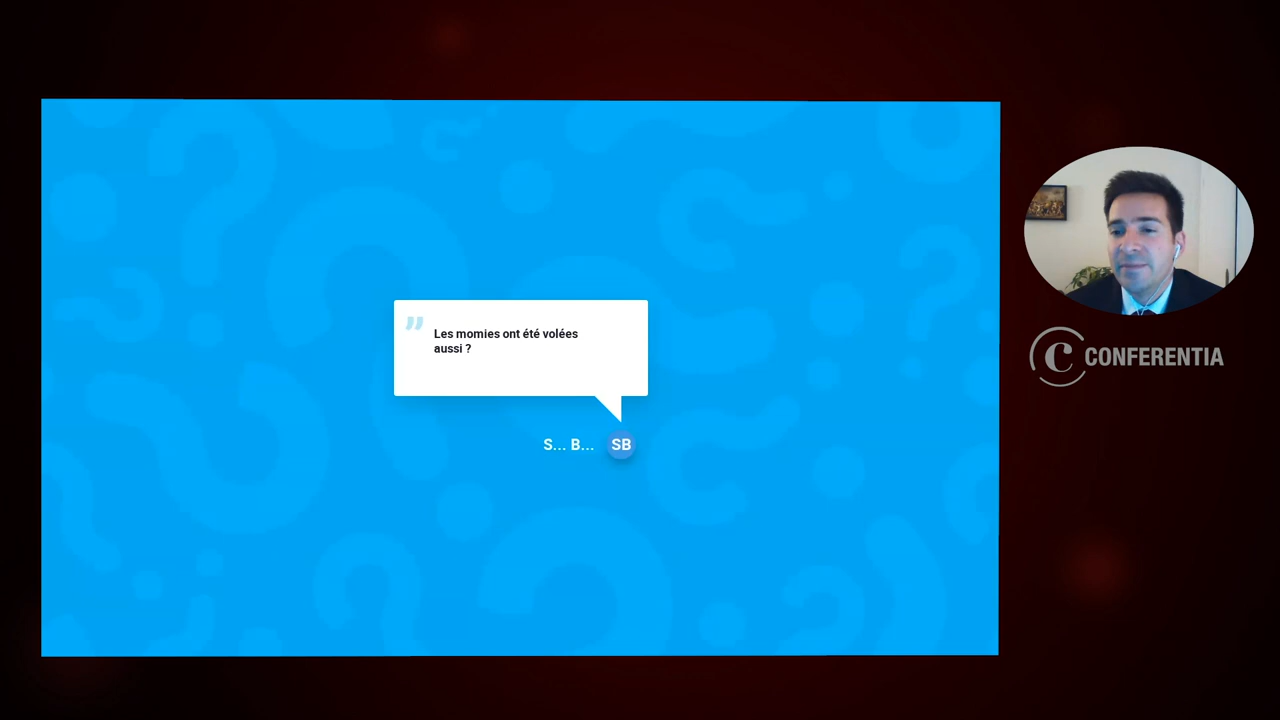 Les momies ont été volées
aussi ?
S... B...
SB
C CONFERENTIA